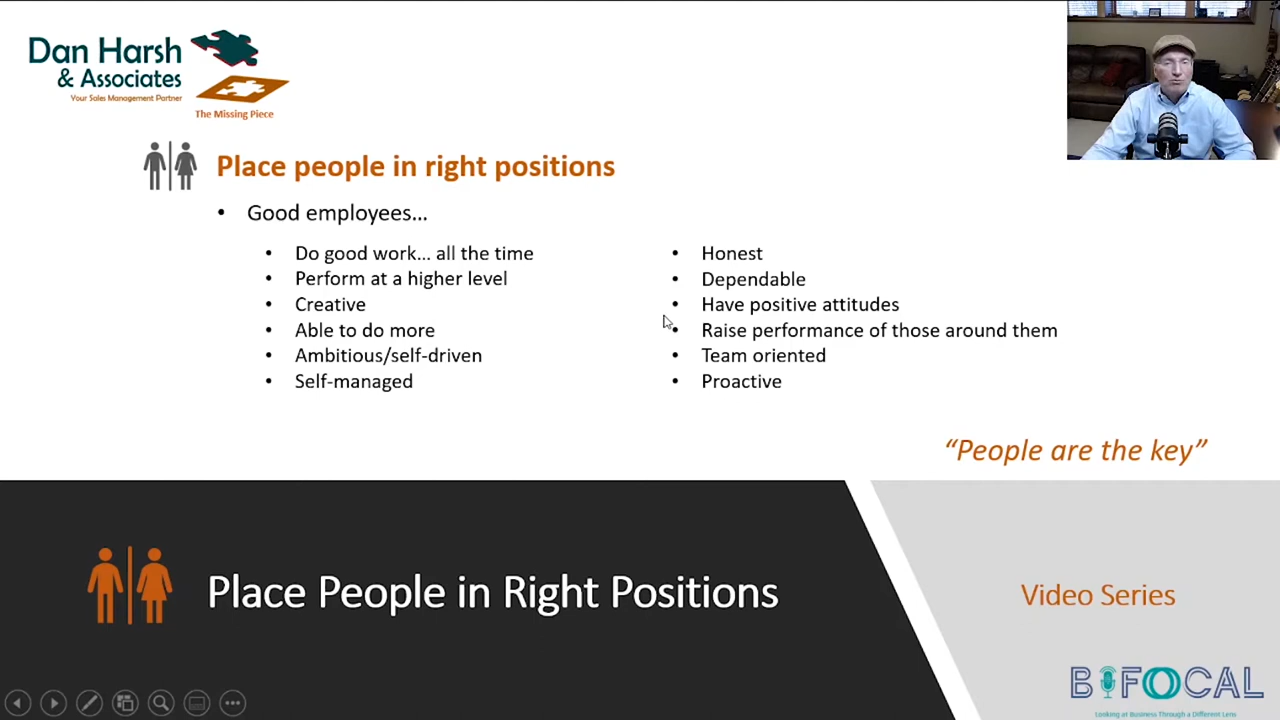 Dan Harsh
& Associates
Your Sales Management Partner
The Missing Piece
Place people in right positions
• Good employees...
• Do good work... all the time
• Perform at a higher level
• Creative
• Able to do more
• Ambitious/self-driven
• Self-managed
• Honest
• Dependable
• Have positive attitudes
• Raise performance of those around them
• Team oriented
• Proactive
“People are the key”
Place People in Right Positions
Video Series
BIFOCAL
Looking at Business Through a Different Lens